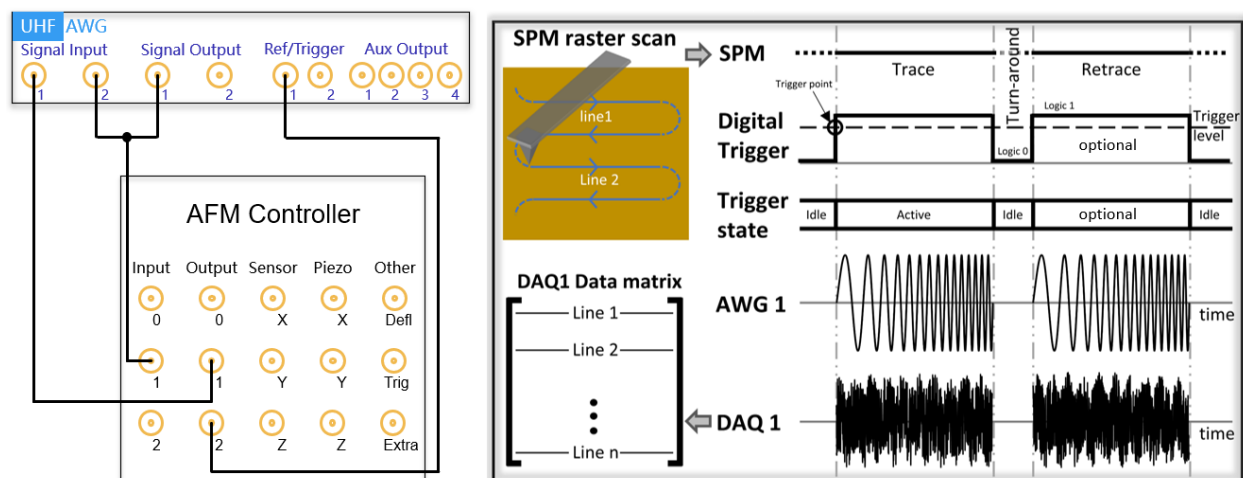 UHF AWG
Signal Input
Signal Output
Ref/Trigger
Aux Output
1
2
1
2
1
2
1
2
3
4
AFM Controller
Input
Output
Sensor
Piezo
Other
0
0
X
X
Defl
1
1
Y
Y
Trig
2
2
Z
Z
Extra
SPM raster scan
line1
Line 2
DAQ1 Data matrix
Line 1
Line 2
Line n
SPM
Trace
Turn-around
Retrace
Trigger point
Digital
Trigger
Logic 1
Logic 0
optional
Trigger
level
Trigger
state
Idle
Active
Idle
optional
Idle
AWG 1
time
DAQ 1
time